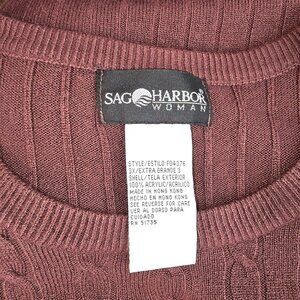 SAG HARBOR
WOMAN
STYLE/ESTILO F04376
3X/EXTRA GRANDE 3
SHELL/TELA EXTERIOR
100% ACRYLIC/ACRILICO
MADE IN HONG KONG
HECHO EN HONG KONG
SEE REVERSE FOR CARE
VER AL DORSO PARA
CUIDADO
RN 51735